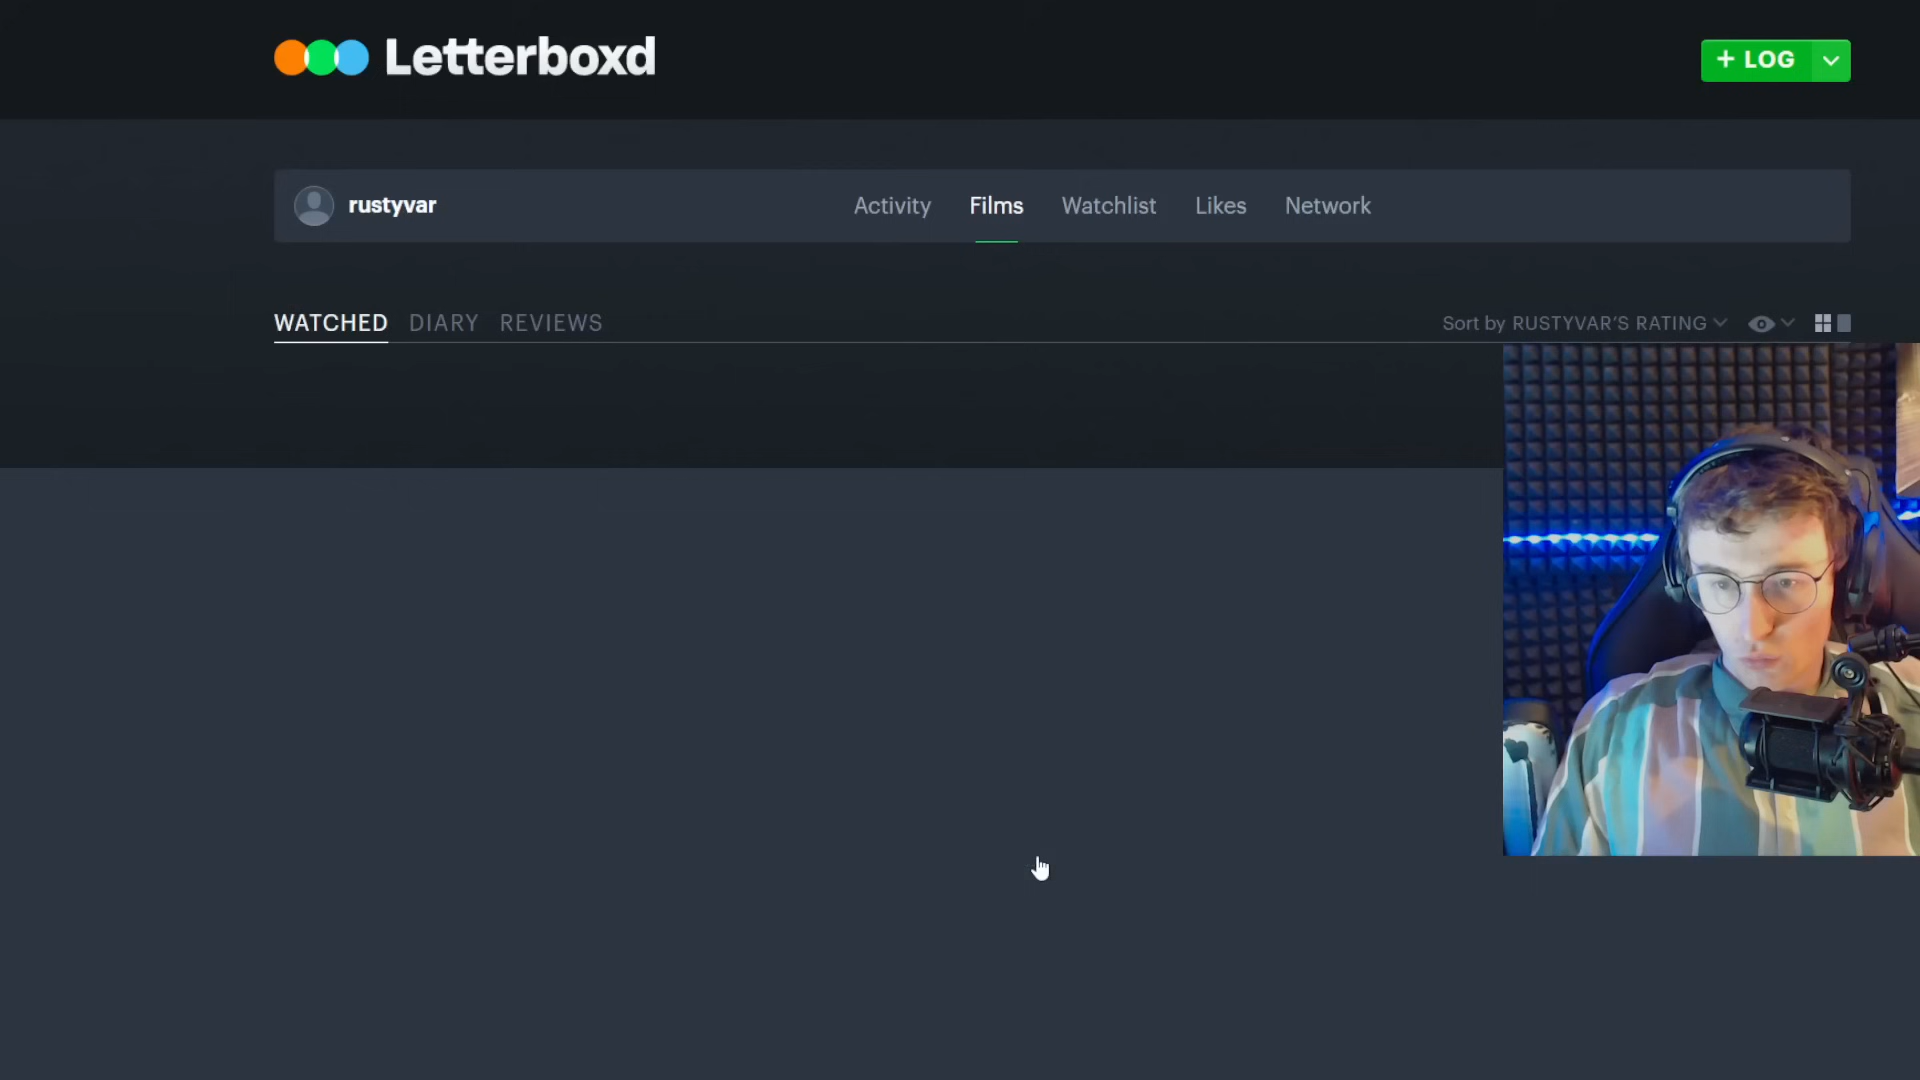 Letterboxd
+ LOG
rustyvar
Activity Films Watchlist Likes Network
WATCHED DIARY REVIEWS
Sort by RUSTYVAR'S RATING